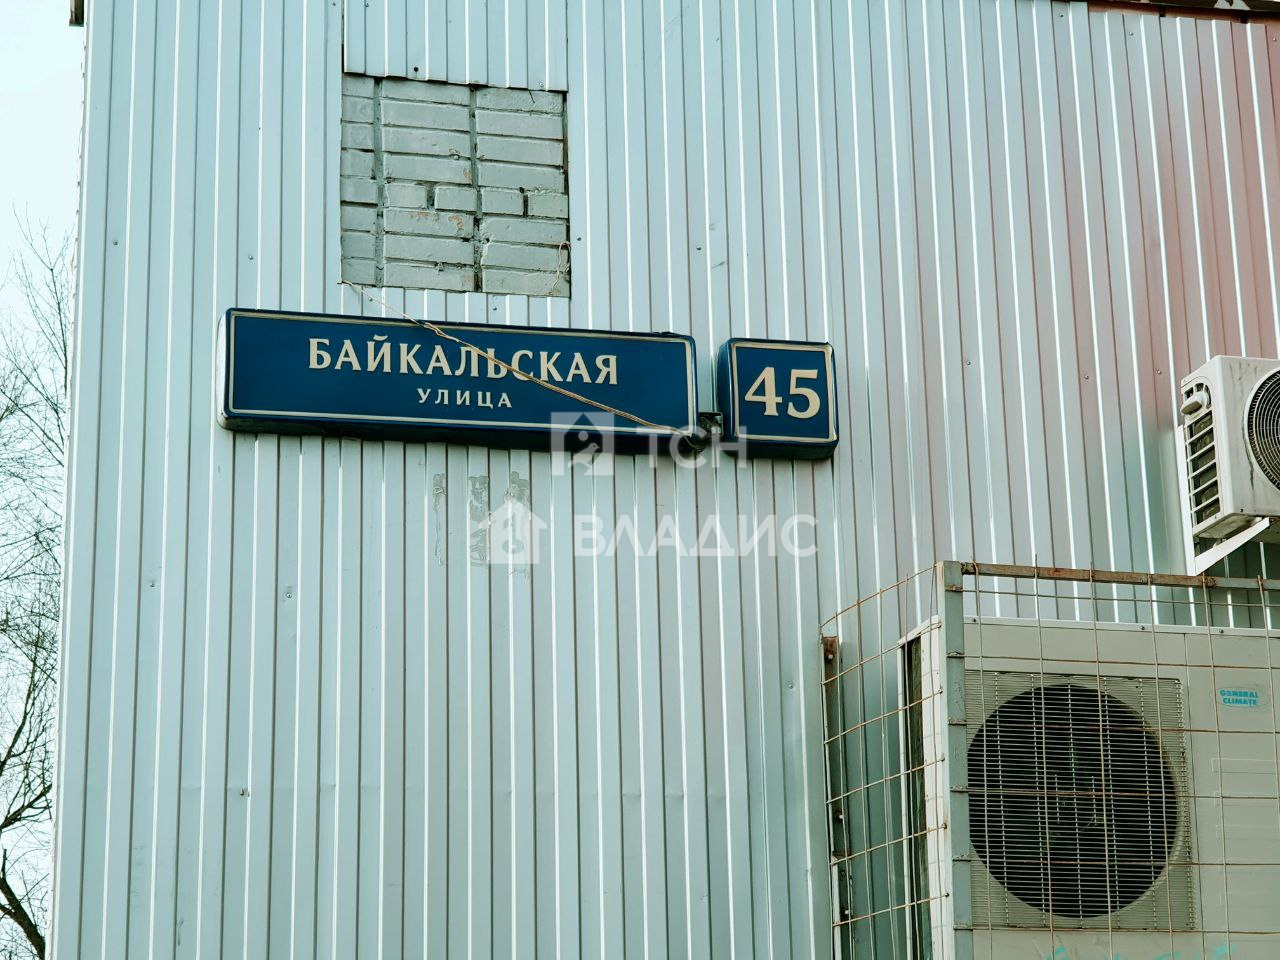 БАЙКАЛЬСКАЯ
УЛИЦА
45
ТСН
ВЛАДИС
GENERAL
CLIMATE